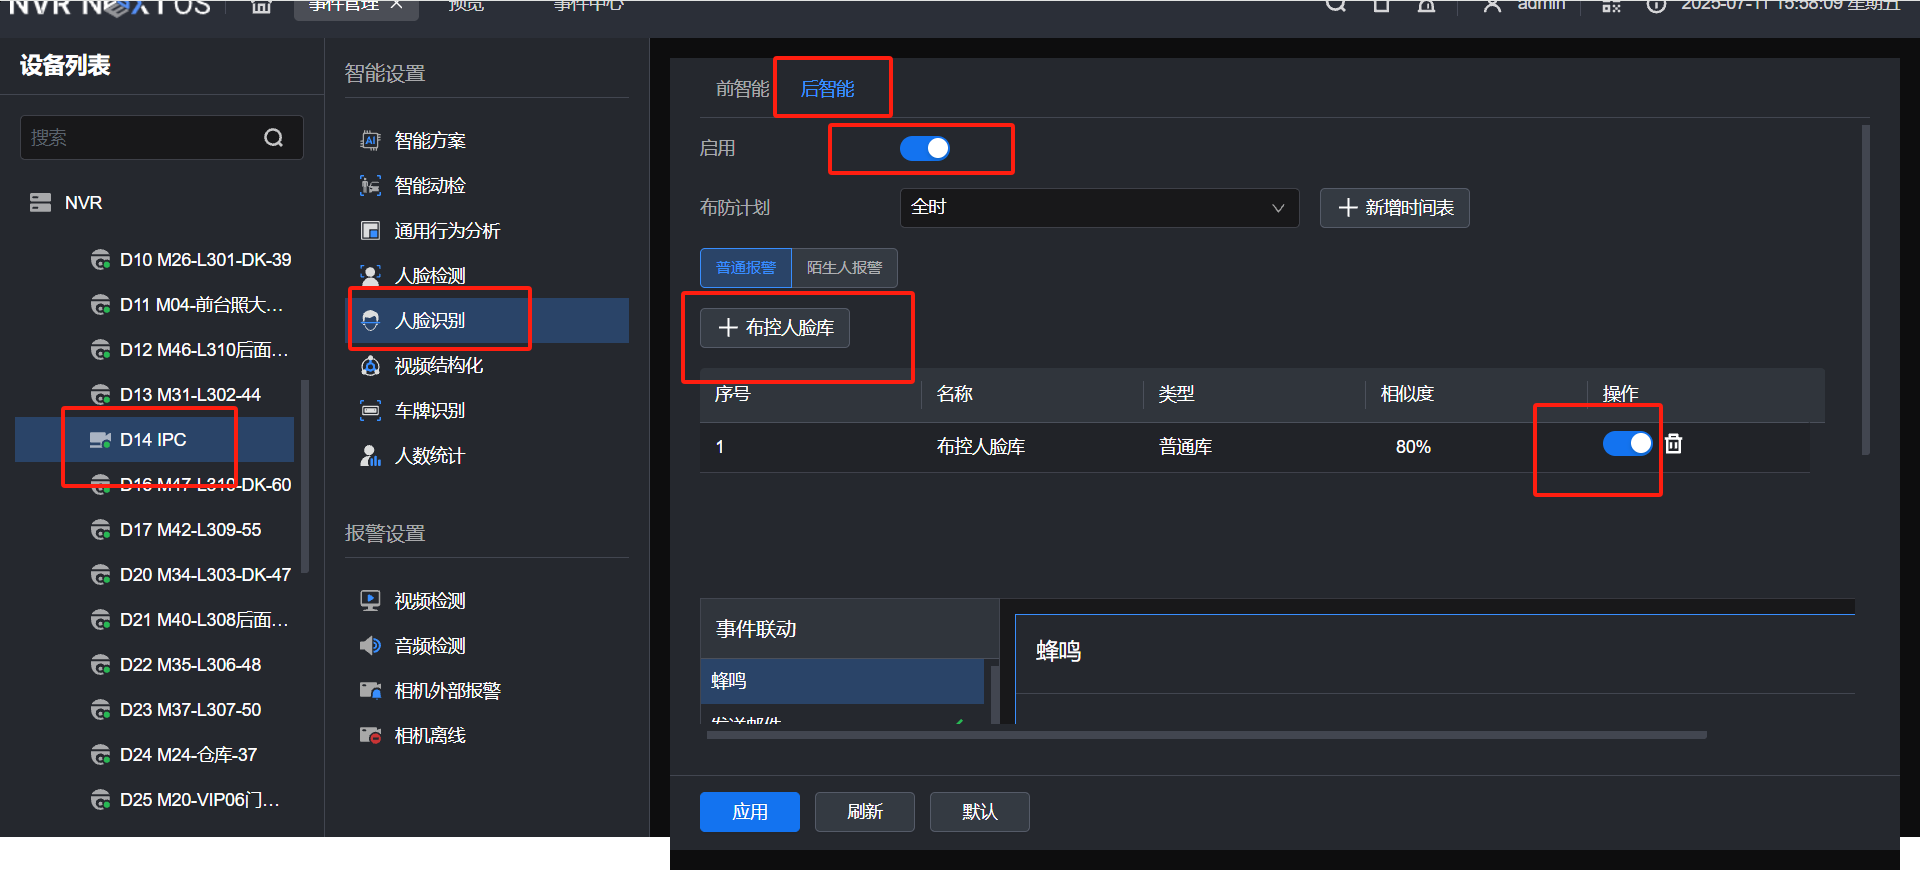 NVR NEXT OS
事件管理
预览
事件中心
admin
2025-07-11 15:58:09 星期五
设备列表
搜索
NVR
D10 M26-L301-DK-39
D11 M04-前台照大...
D12 M46-L310后面...
D13 M31-L302-44
D14 IPC
D16 M47-L310-DK-60
D17 M42-L309-55
D20 M34-L303-DK-47
D21 M40-L308后面...
D22 M35-L306-48
D23 M37-L307-50
D24 M24-仓库-37
D25 M20-VIP06门...
智能设置
智能方案
智能动检
通用行为分析
人脸检测
人脸识别
视频结构化
车牌识别
人数统计
报警设置
视频检测
音频检测
相机外部报警
相机离线
前智能 后智能
启用
布防计划 全时 新增时间表
普通报警 陌生人报警
布控人脸库
序号 名称 类型 相似度 操作
1 布控人脸库 普通库 80%
事件联动
蜂鸣
发送邮件
蜂鸣
应用 刷新 默认